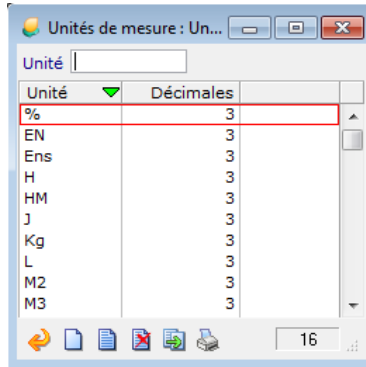 Unités de mesure : Un...
Unité
Unité Décimales
% 3
EN 3
Ens 3
H 3
HM 3
J 3
Kg 3
L 3
M2 3
M3 3
16